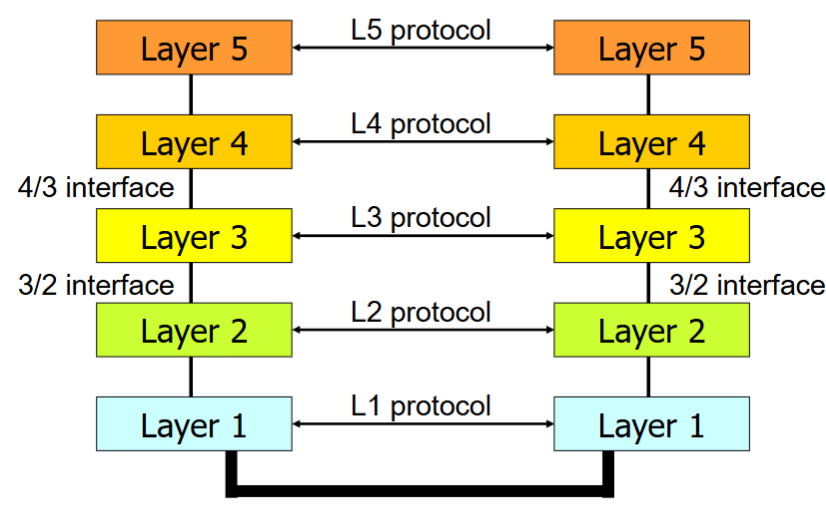 Layer 5
L5 protocol
Layer 5
Layer 4
L4 protocol
Layer 4
4/3 interface
4/3 interface
Layer 3
L3 protocol
Layer 3
3/2 interface
3/2 interface
Layer 2
L2 protocol
Layer 2
Layer 1
L1 protocol
Layer 1